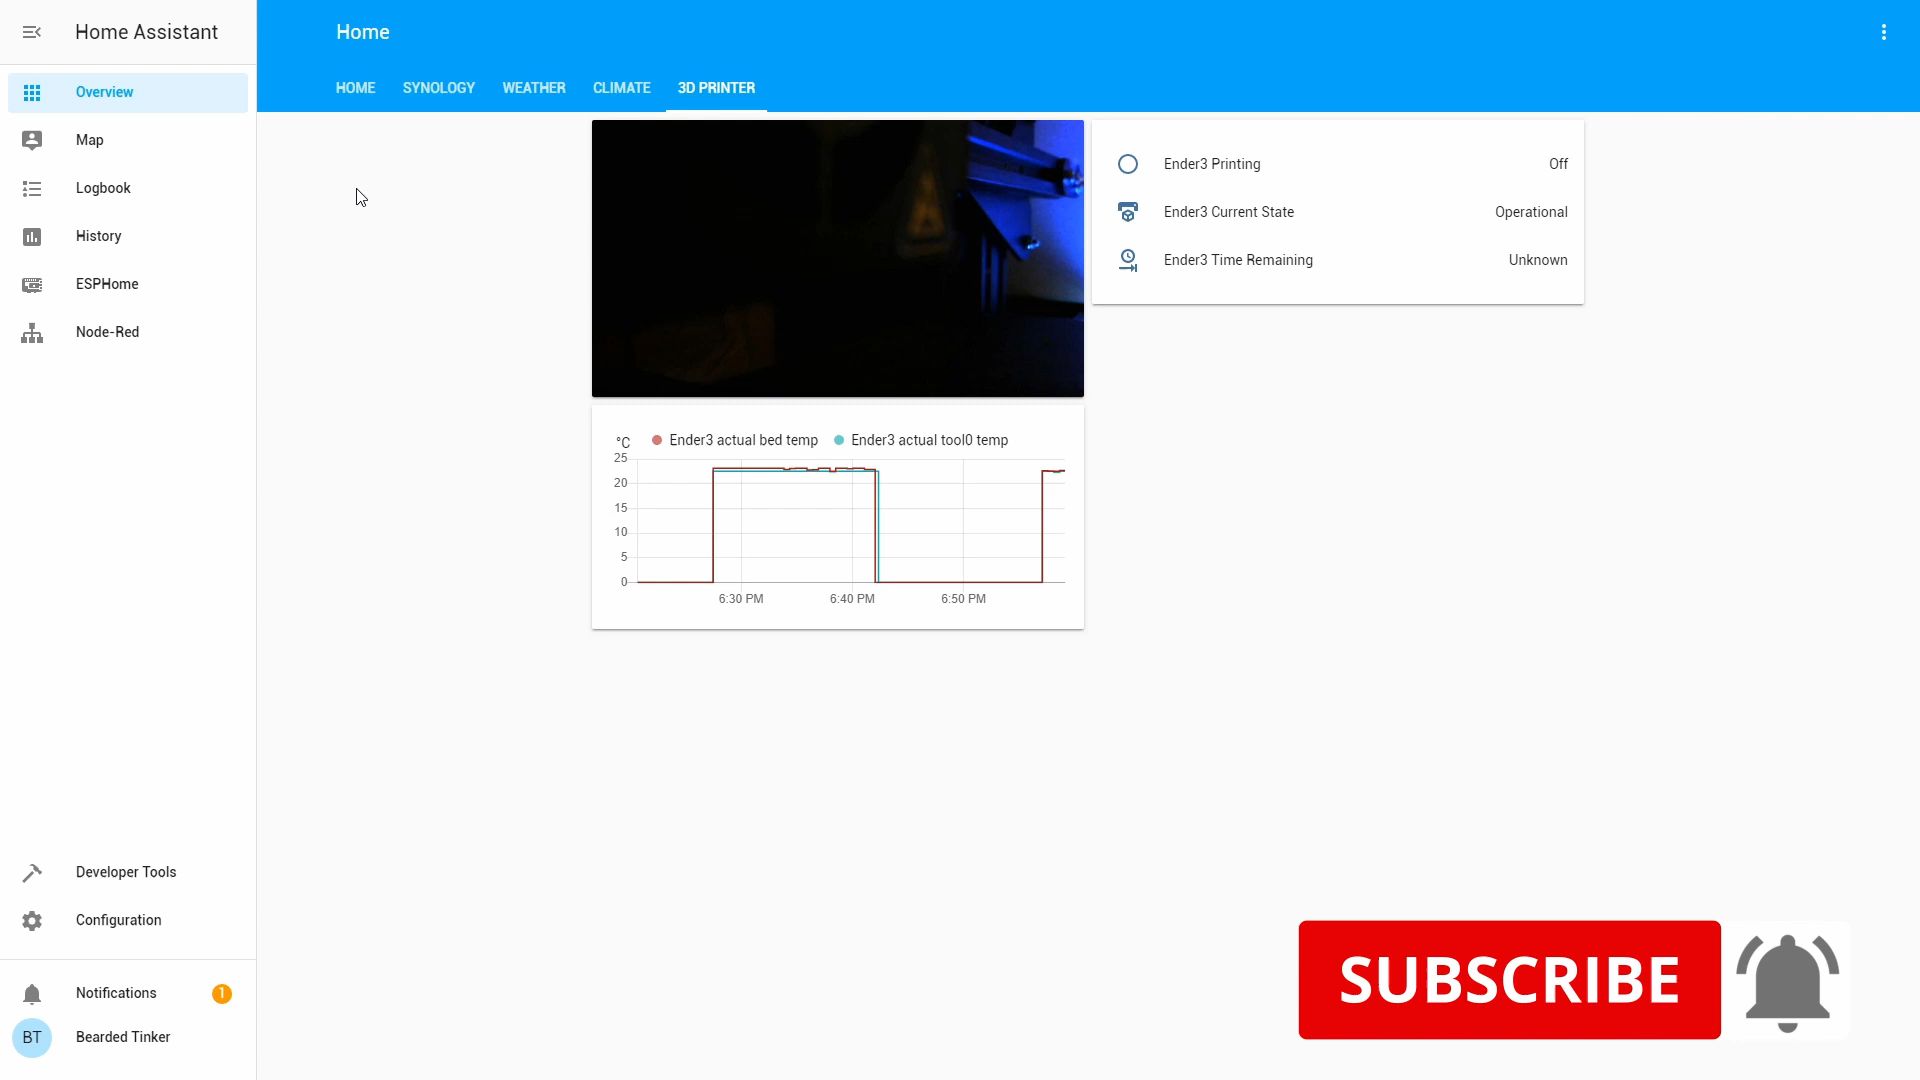 Home Assistant
Overview
Map
Logbook
History
ESPHome
Node-Red
Developer Tools
Configuration
Notifications 1
BT Bearded Tinker
Home
HOME SYNOLOGY WEATHER CLIMATE 3D PRINTER
°C Ender3 actual bed temp Ender3 actual tool0 temp
25
20
15
10
5
0
6:30 PM 6:40 PM 6:50 PM
Ender3 Printing Off
Ender3 Current State Operational
Ender3 Time Remaining Unknown
SUBSCRIBE